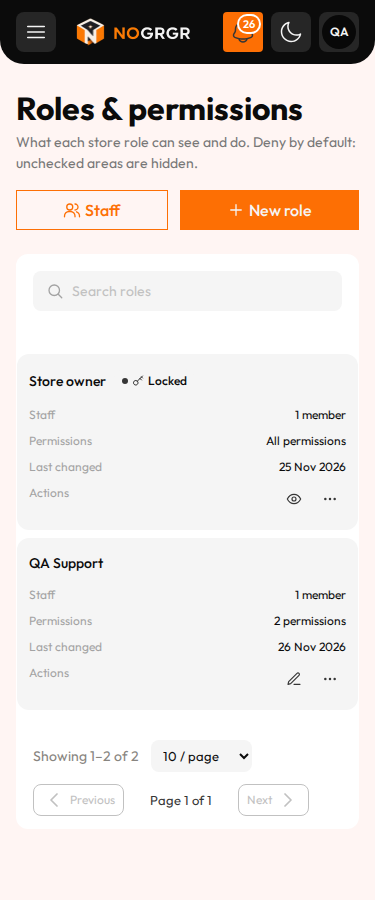 NOGRGR
26
QA
Roles & permissions
What each store role can see and do. Deny by default:
unchecked areas are hidden.
Staff
New role
Search roles
Store owner
Locked
Staff
1 member
Permissions
All permissions
Last changed
25 Nov 2026
Actions
QA Support
Staff
1 member
Permissions
2 permissions
Last changed
26 Nov 2026
Actions
Showing 1–2 of 2
10 / page
Previous
Page 1 of 1
Next